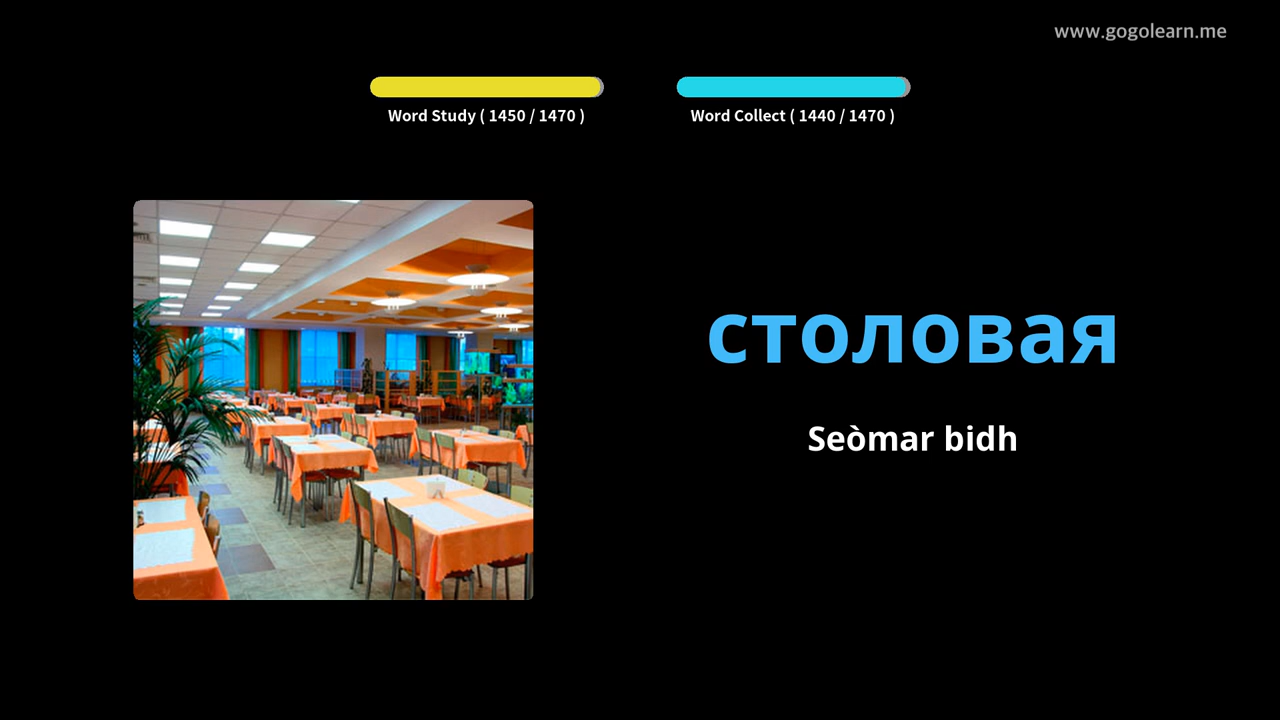 www.gogolearn.me
Word Study ( 1450 / 1470 )
Word Collect ( 1440 / 1470 )
столовая
Seòmar bidh